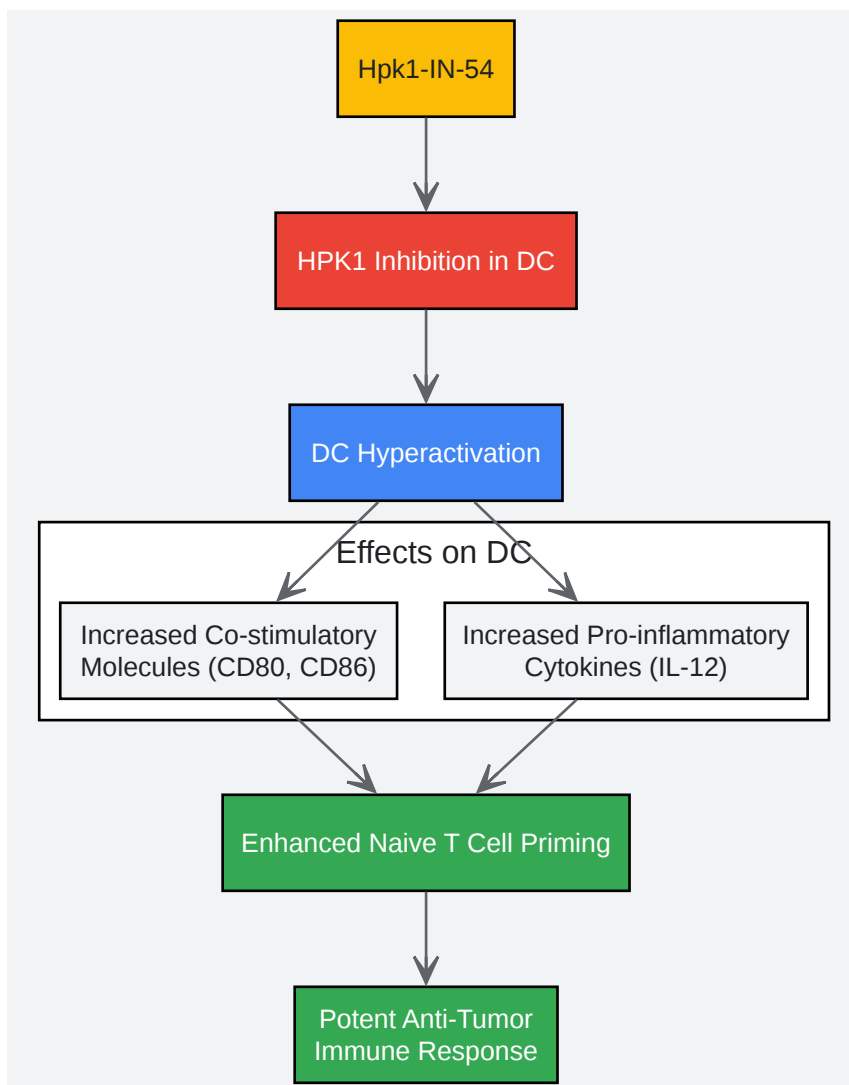 Hpk1-IN-54
HPK1 Inhibition in DC
DC Hyperactivation
Effects on DC
Increased Co-stimulatory
Molecules (CD80, CD86)
Increased Pro-inflammatory
Cytokines (IL-12)
Enhanced Naive T Cell Priming
Potent Anti-Tumor
Immune Response